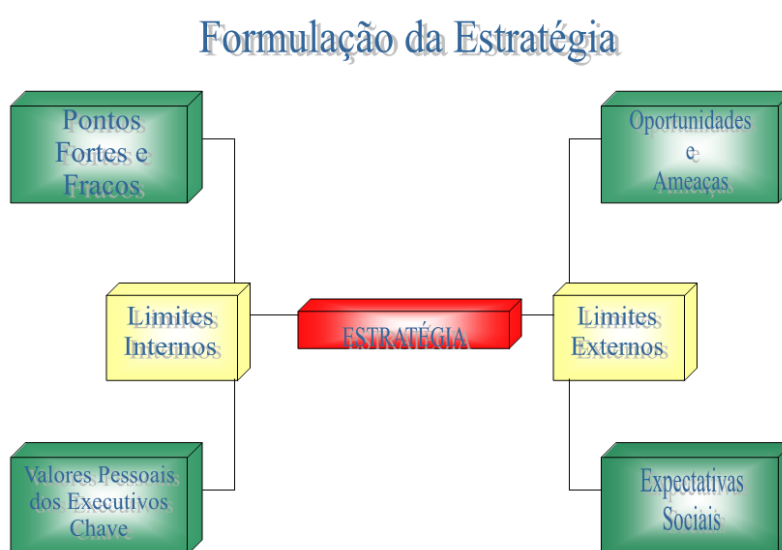 Formulação da Estratégia
Pontos
Fortes e
Fracos
Oportunidades
e
Ameaças
Limites
Internos
ESTRATÉGIA
Limites
Externos
Valores Pessoais
dos Executivos
Chave
Expectativas
Sociais